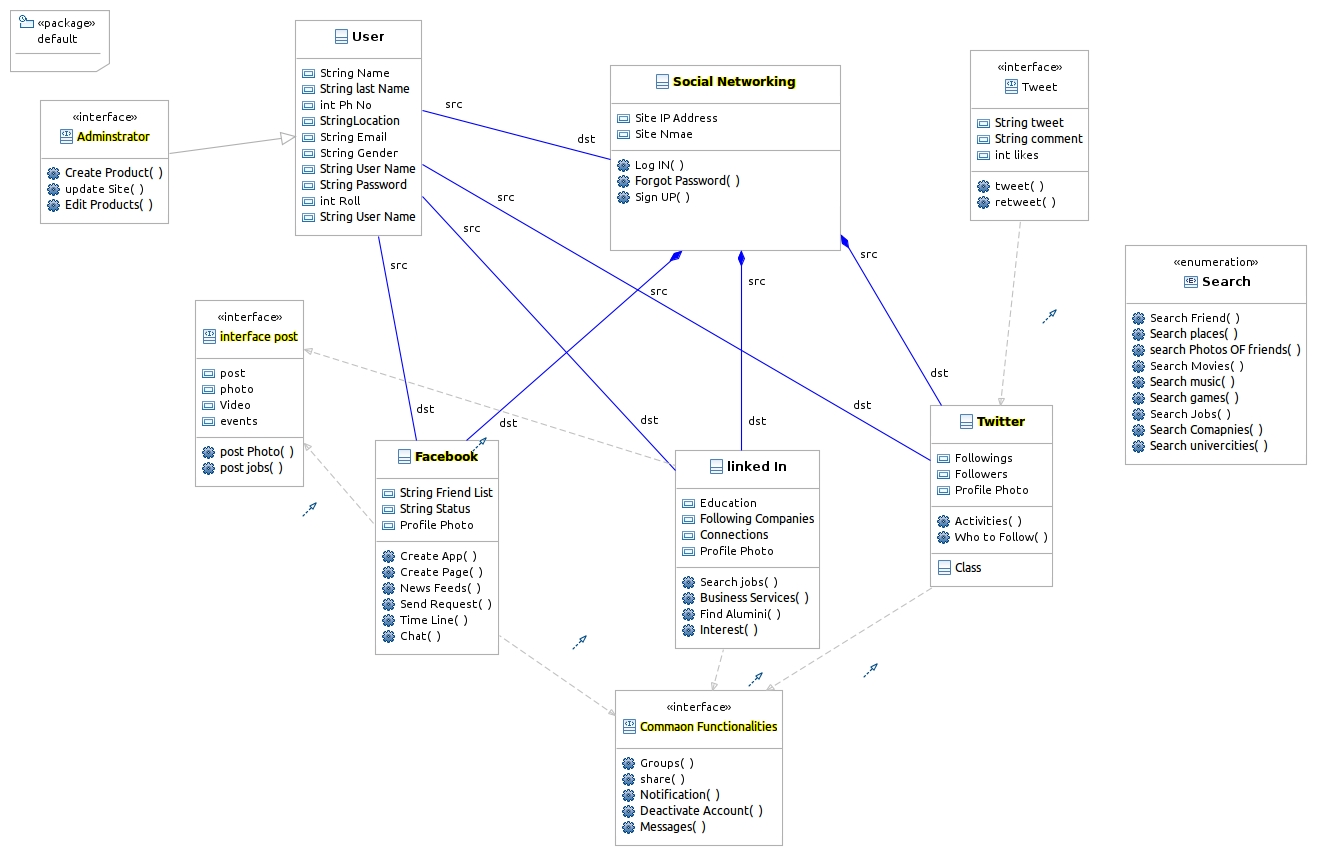 «package»
default
User
String Name
String last Name
int Ph No
StringLocation
String Email
String Gender
String User Name
String Password
int Roll
String User Name
«interface»
Adminstrator
Create Product( )
update Site( )
Edit Products( )
Social Networking
Site IP Address
Site Nmae
Log IN( )
Forgot Password( )
Sign UP( )
«interface»
Tweet
String tweet
String comment
int likes
tweet( )
retweet( )
src
dst
src
src
src
src
src
src
dst
dst
dst
dst
dst
dst
«enumeration»
Search
Search Friend( )
Search places( )
search Photos OF friends( )
Search Movies( )
Search music( )
Search games( )
Search Jobs( )
Search Comapnies( )
Search univercities( )
«interface»
interface post
post
photo
Video
events
post Photo( )
post jobs( )
Facebook
String Friend List
String Status
Profile Photo
Create App( )
Create Page( )
News Feeds( )
Send Request( )
Time Line( )
Chat( )
linked In
Education
Following Companies
Connections
Profile Photo
Search jobs( )
Business Services( )
Find Alumini( )
Interest( )
Twitter
Followings
Followers
Profile Photo
Activities( )
Who to Follow( )
Class
«interface»
Commaon Functionalities
Groups( )
share( )
Notification( )
Deactivate Account( )
Messages( )